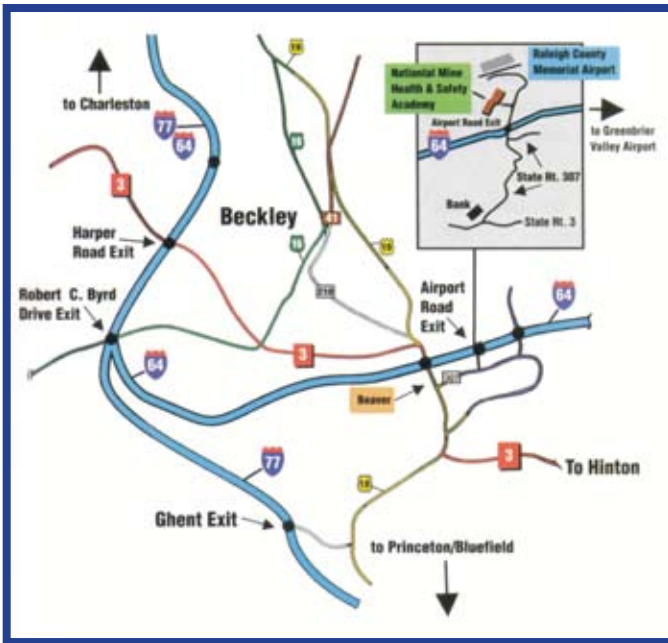 to Charleston
77
64
19
16
41
3
Beckley
16
19
210
Harper
Road Exit
Robert C. Byrd
Drive Exit
64
3
Airport
Road
Exit
64
Beaver
77
Ghent Exit
19
3
To Hinton
to Princeton/Bluefield
Raleigh County
Memorial Airport
National Mine
Health & Safety
Academy
Airport Road Exit
64
to Greenbrier
Valley Airport
State Rt. 307
Bank
State Rt. 3